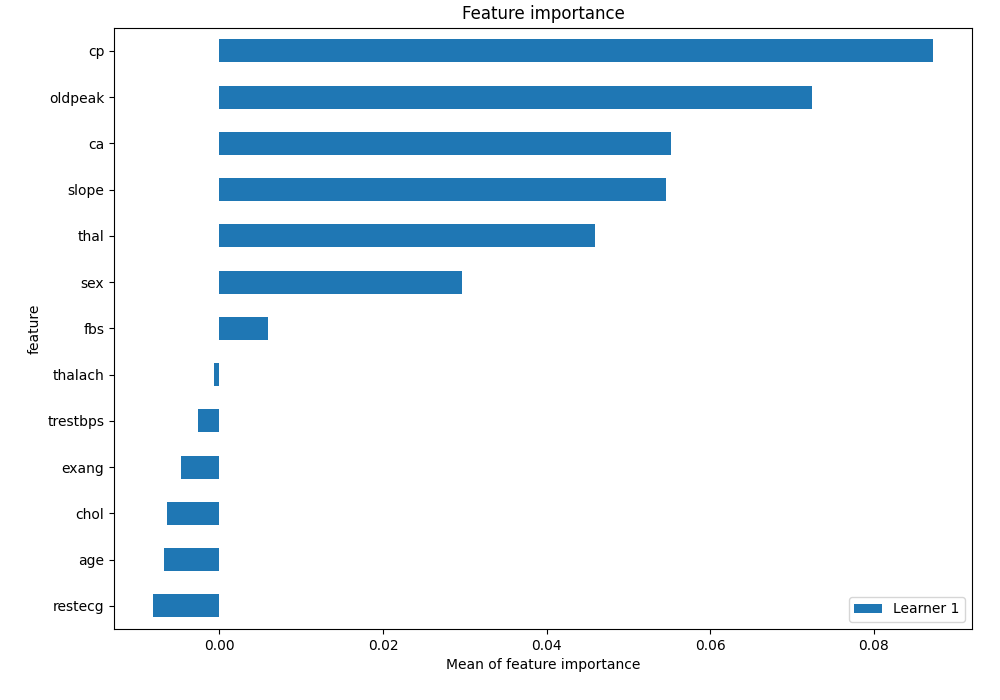 Feature importance
cp
oldpeak
ca
slope
thal
sex
fbs
thalach
trestbps
exang
chol
age
restecg
feature
Learner 1
0.00 0.02 0.04 0.06 0.08
Mean of feature importance